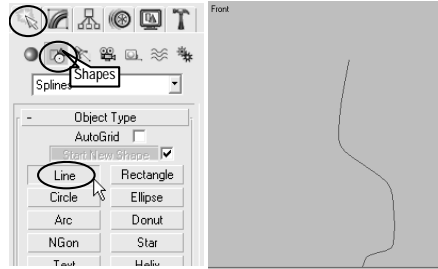 Front
Shapes
Splines
- Object Type
AutoGrid
Start New Shape
Line Rectangle
Circle Ellipse
Arc Donut
NGon Star
Text Helix